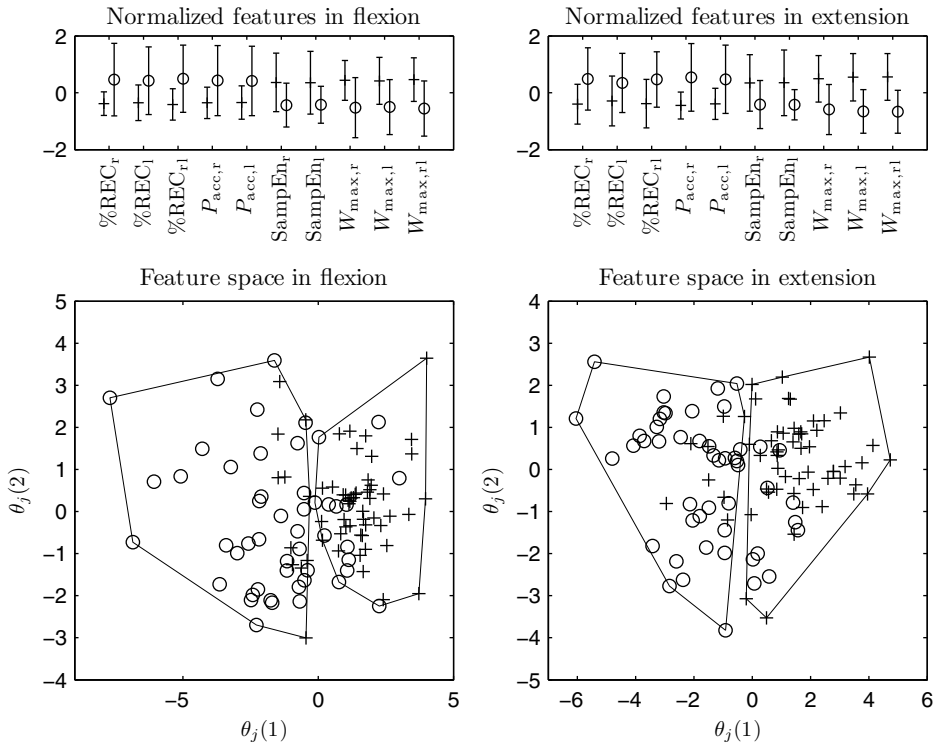 Normalized features in flexion
2
0
−2
%REC_r
%REC_l
%REC_rl
P_acc,r
P_acc,l
SampEn_r
SampEn_l
W_max,r
W_max,l
W_max,rl
Normalized features in extension
2
0
−2
%REC_r
%REC_l
%REC_rl
P_acc,r
P_acc,l
SampEn_r
SampEn_l
W_max,r
W_max,l
W_max,rl
Feature space in flexion
5
4
3
2
1
0
−1
−2
−3
−4
θ_j(2)
−5 0 5
θ_j(1)
Feature space in extension
4
3
2
1
0
−1
−2
−3
−4
−5
θ_j(2)
−6 −4 −2 0 2 4 6
θ_j(1)